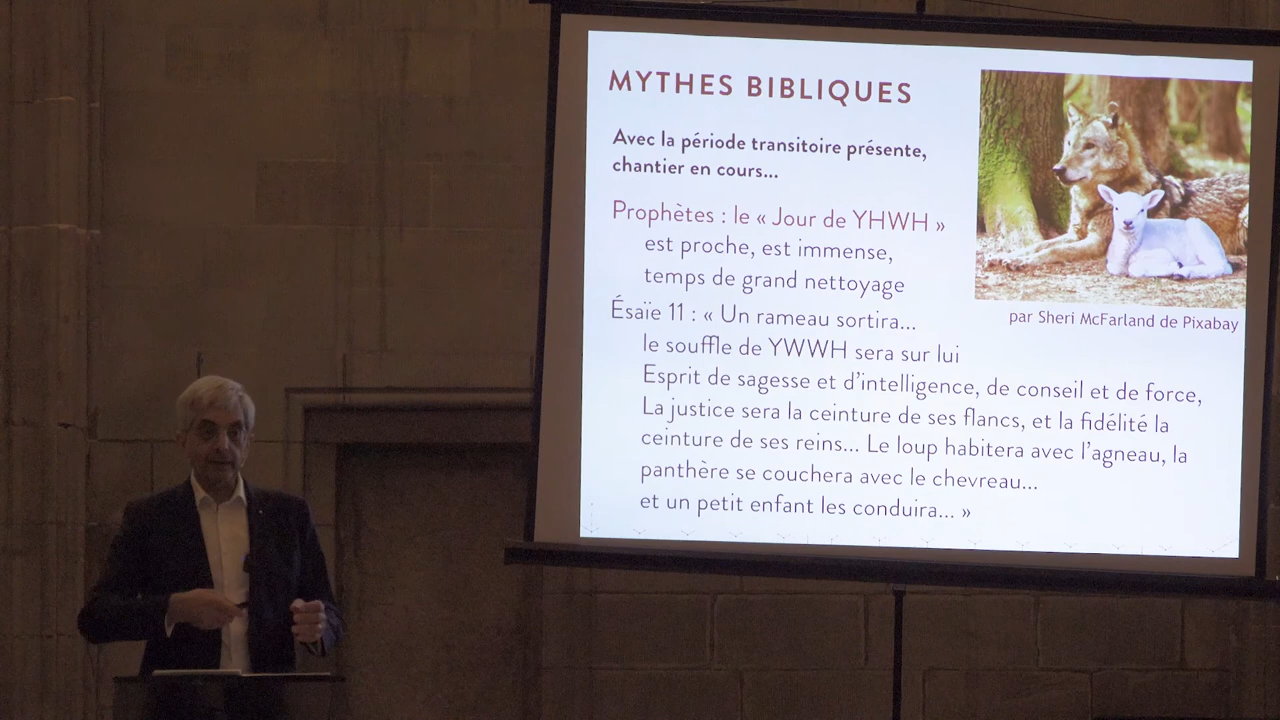 MYTHES BIBLIQUES
Avec la période transitoire présente,
chantier en cours...
Prophètes : le « Jour de YHWH »
est proche, est immense,
temps de grand nettoyage
par Sheri McFarland de Pixabay
Ésaïe 11 : « Un rameau sortira...
le souffle de YWWH sera sur lui
Esprit de sagesse et d'intelligence, de conseil et de force,
La justice sera la ceinture de ses flancs, et la fidélité la
ceinture de ses reins... Le loup habitera avec l'agneau, la
panthère se couchera avec le chevreau...
et un petit enfant les conduira... »